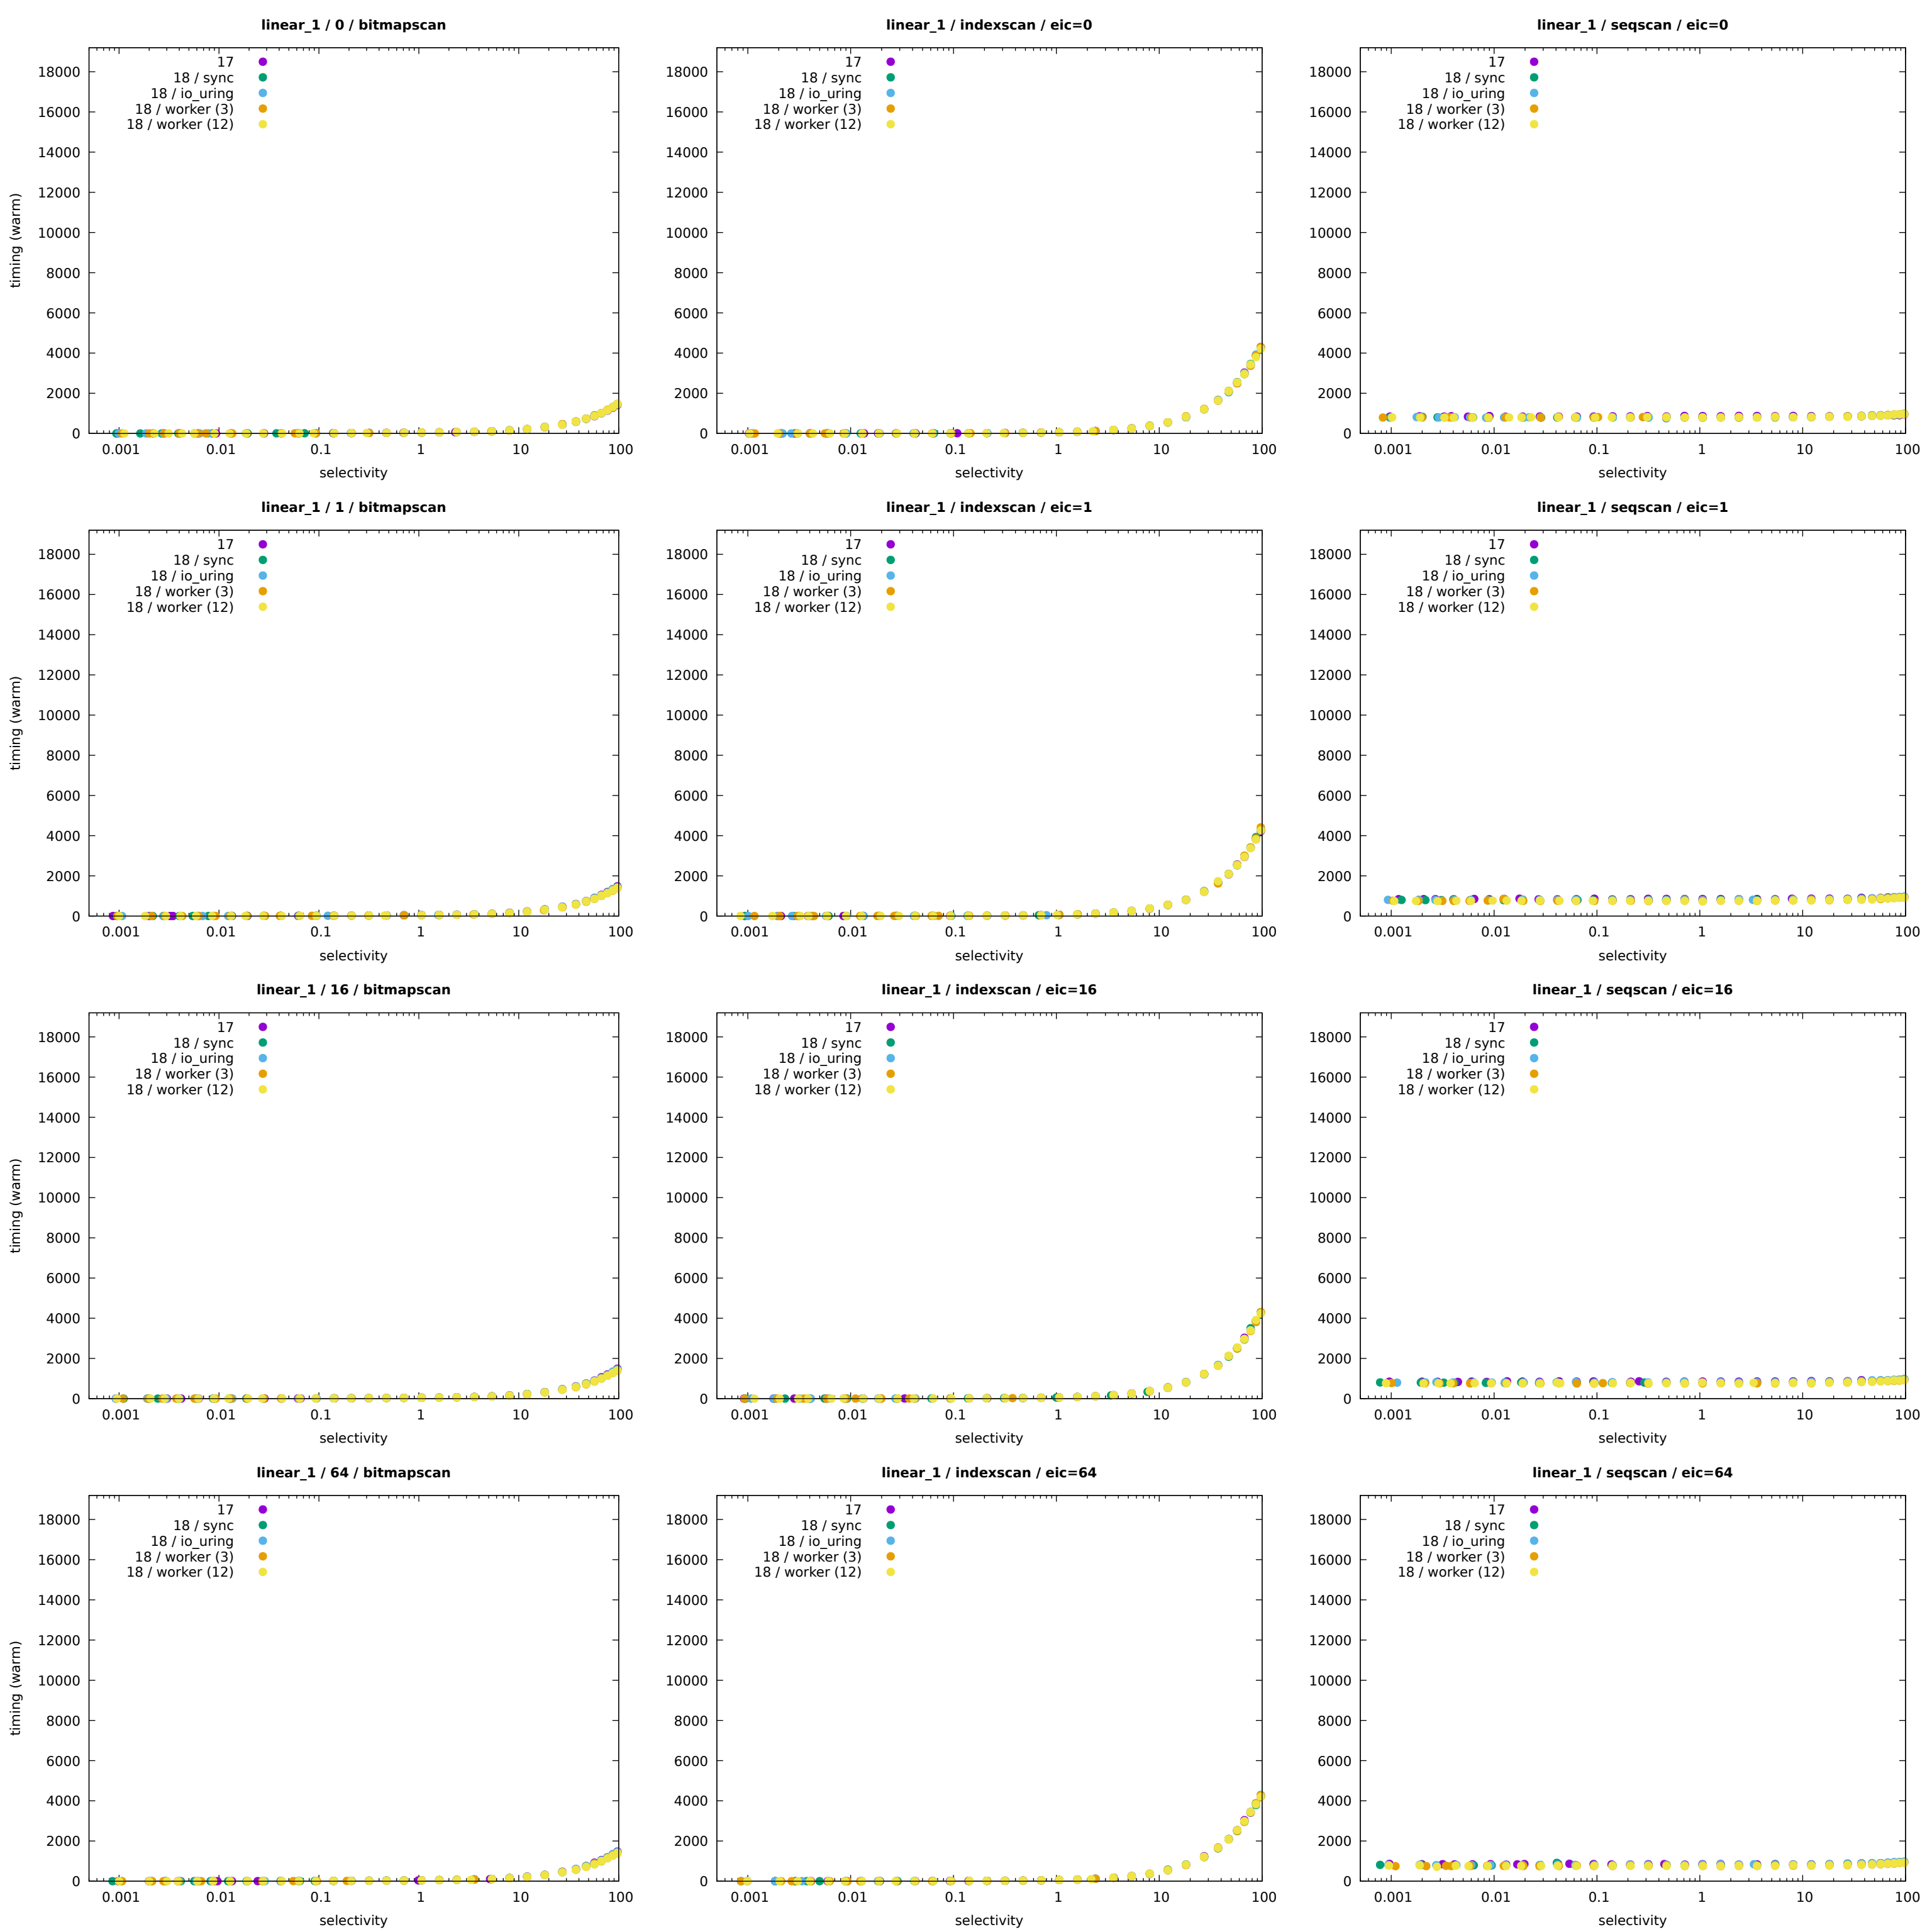 linear_1 / 0 / bitmapscan
timing (warm)
18000
16000
14000
12000
10000
8000
6000
4000
2000
0
17
18 / sync
18 / io_uring
18 / worker (3)
18 / worker (12)
0.001 0.01 0.1 1 10 100
selectivity
linear_1 / indexscan / eic=0
18000
16000
14000
12000
10000
8000
6000
4000
2000
0
17
18 / sync
18 / io_uring
18 / worker (3)
18 / worker (12)
0.001 0.01 0.1 1 10 100
selectivity
linear_1 / seqscan / eic=0
18000
16000
14000
12000
10000
8000
6000
4000
2000
0
17
18 / sync
18 / io_uring
18 / worker (3)
18 / worker (12)
0.001 0.01 0.1 1 10 100
selectivity
linear_1 / 1 / bitmapscan
timing (warm)
18000
16000
14000
12000
10000
8000
6000
4000
2000
0
17
18 / sync
18 / io_uring
18 / worker (3)
18 / worker (12)
0.001 0.01 0.1 1 10 100
selectivity
linear_1 / indexscan / eic=1
18000
16000
14000
12000
10000
8000
6000
4000
2000
0
17
18 / sync
18 / io_uring
18 / worker (3)
18 / worker (12)
0.001 0.01 0.1 1 10 100
selectivity
linear_1 / seqscan / eic=1
18000
16000
14000
12000
10000
8000
6000
4000
2000
0
17
18 / sync
18 / io_uring
18 / worker (3)
18 / worker (12)
0.001 0.01 0.1 1 10 100
selectivity
linear_1 / 16 / bitmapscan
timing (warm)
18000
16000
14000
12000
10000
8000
6000
4000
2000
0
17
18 / sync
18 / io_uring
18 / worker (3)
18 / worker (12)
0.001 0.01 0.1 1 10 100
selectivity
linear_1 / indexscan / eic=16
18000
16000
14000
12000
10000
8000
6000
4000
2000
0
17
18 / sync
18 / io_uring
18 / worker (3)
18 / worker (12)
0.001 0.01 0.1 1 10 100
selectivity
linear_1 / seqscan / eic=16
18000
16000
14000
12000
10000
8000
6000
4000
2000
0
17
18 / sync
18 / io_uring
18 / worker (3)
18 / worker (12)
0.001 0.01 0.1 1 10 100
selectivity
linear_1 / 64 / bitmapscan
timing (warm)
18000
16000
14000
12000
10000
8000
6000
4000
2000
0
17
18 / sync
18 / io_uring
18 / worker (3)
18 / worker (12)
0.001 0.01 0.1 1 10 100
selectivity
linear_1 / indexscan / eic=64
18000
16000
14000
12000
10000
8000
6000
4000
2000
0
17
18 / sync
18 / io_uring
18 / worker (3)
18 / worker (12)
0.001 0.01 0.1 1 10 100
selectivity
linear_1 / seqscan / eic=64
18000
16000
14000
12000
10000
8000
6000
4000
2000
0
17
18 / sync
18 / io_uring
18 / worker (3)
18 / worker (12)
0.001 0.01 0.1 1 10 100
selectivity